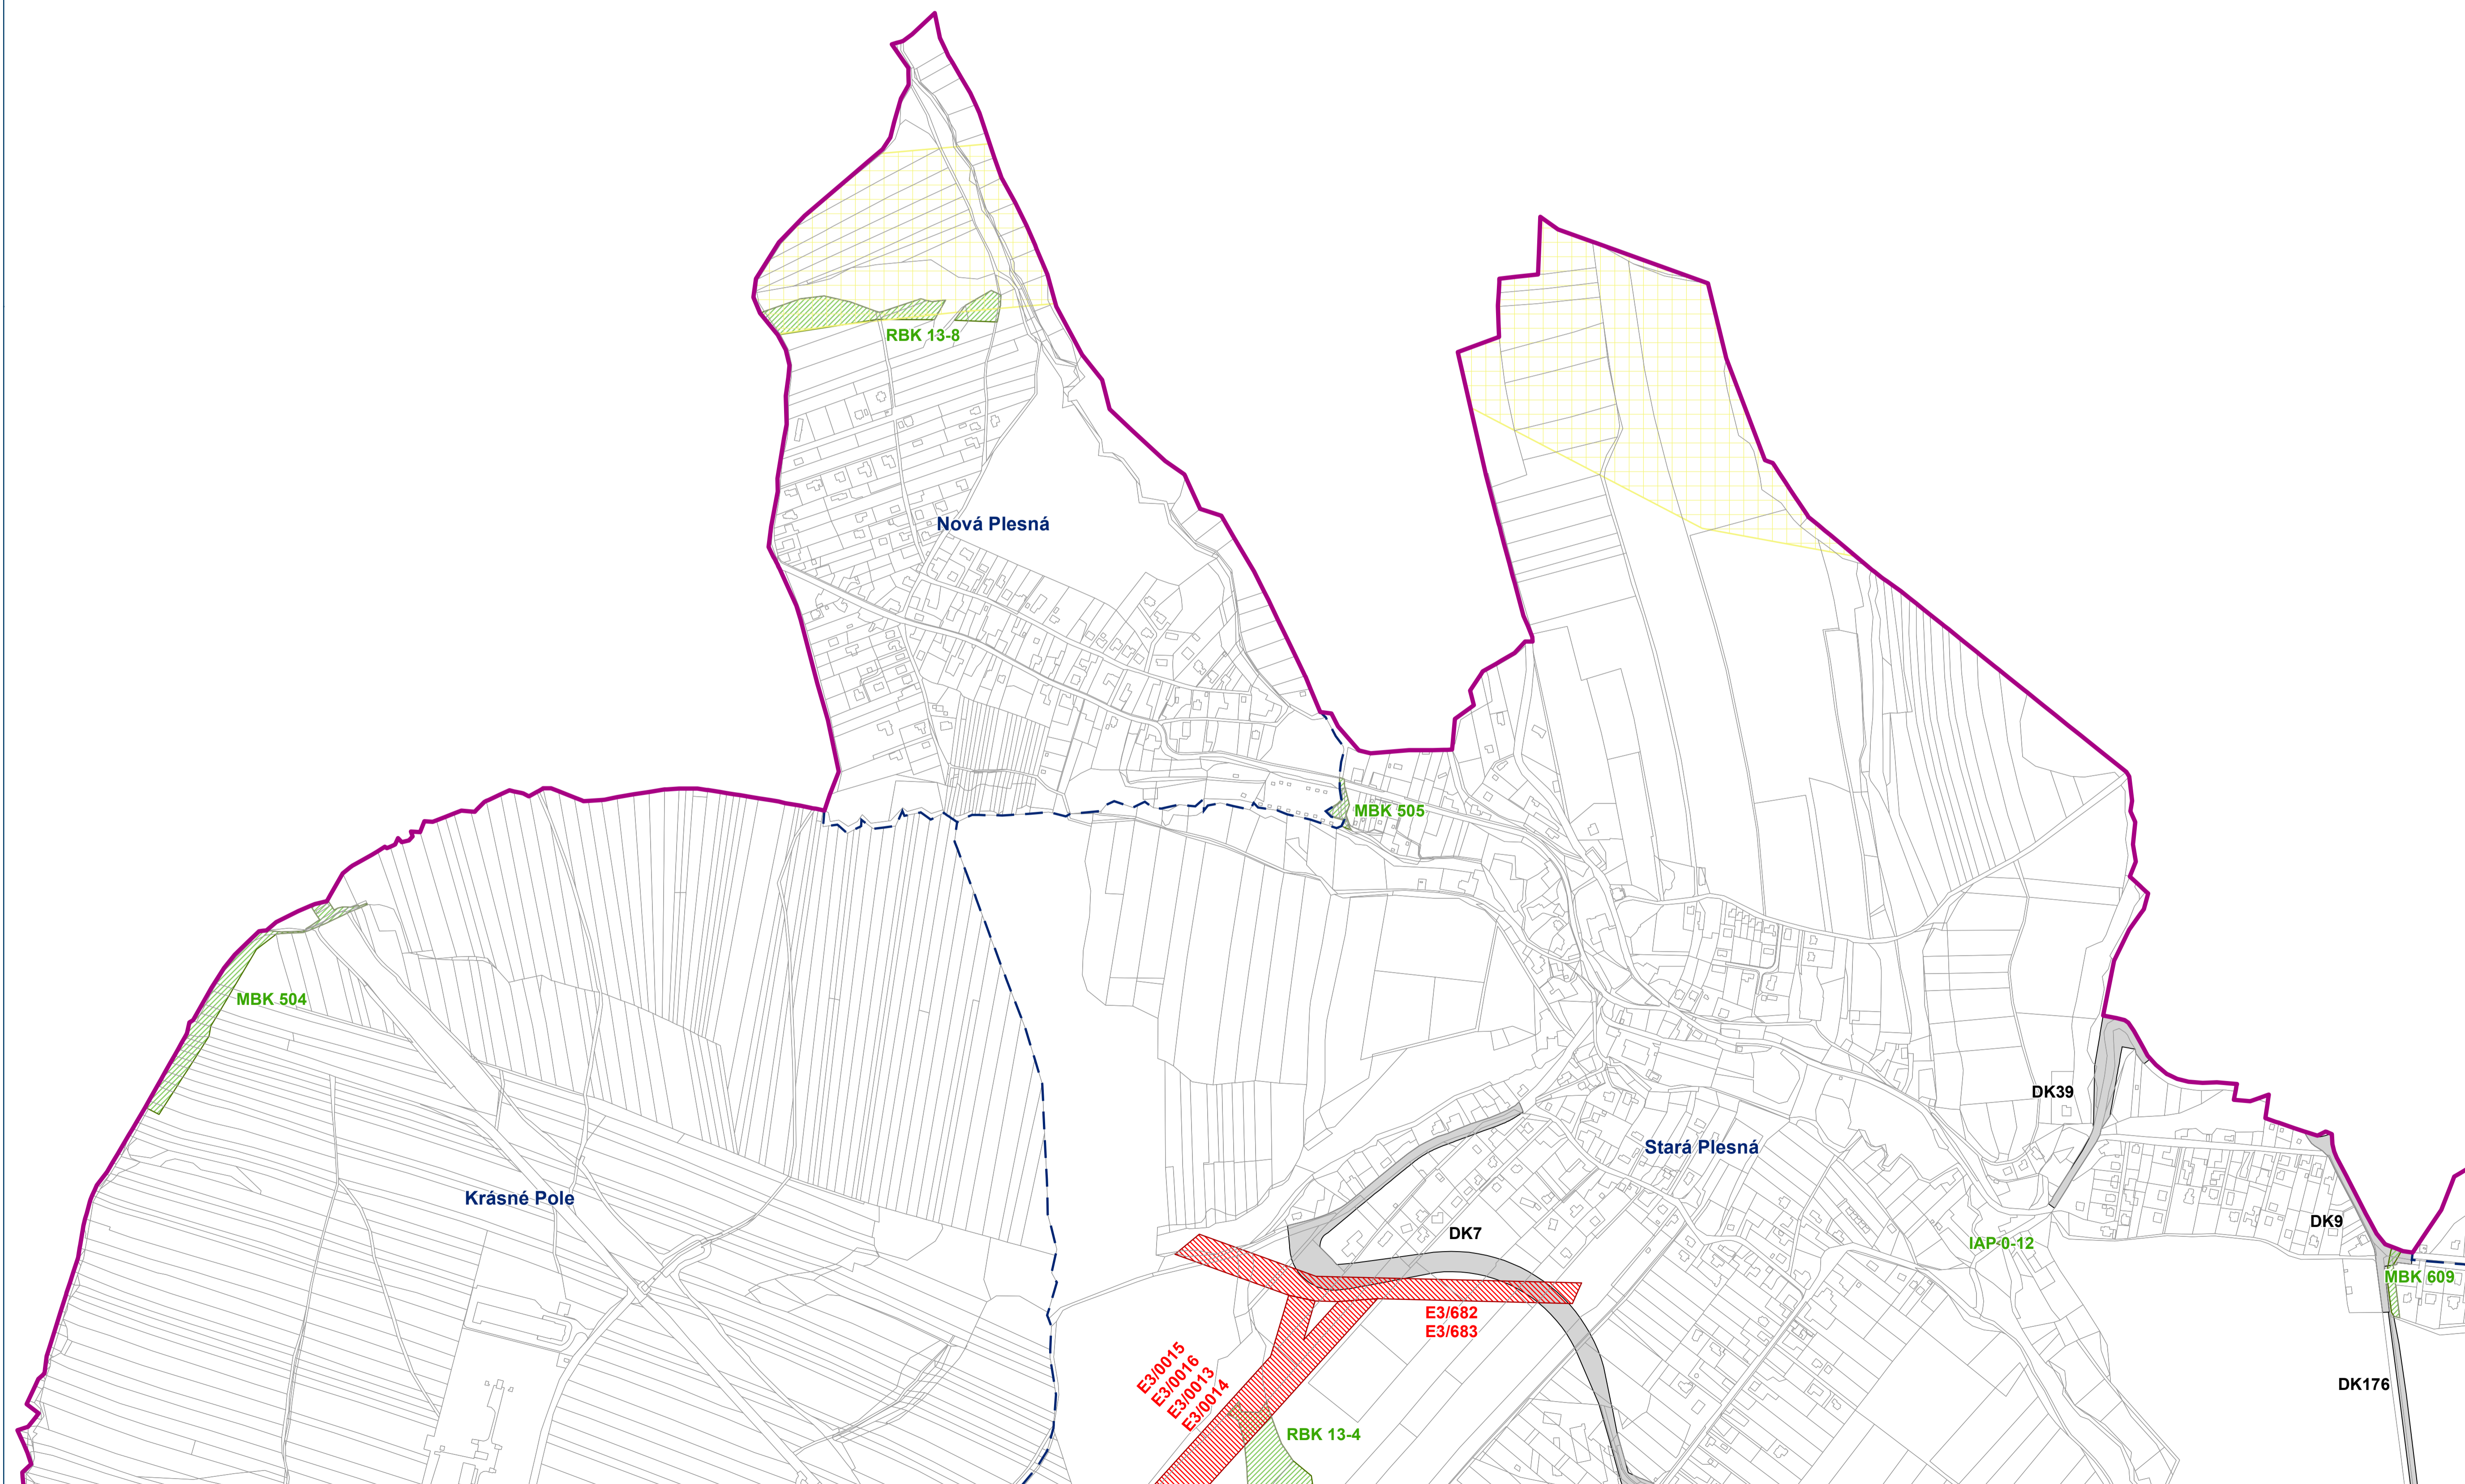 RBK 13-8
Nová Plesná
MBK 505
MBK 504
DK39
Stará Plesná
Krásné Pole
DK7
DK9
IAP-0-12
MBK 609
E3/682
E3/683
E3/0015
E3/0016
E3/0013
E3/0014
DK176
RBK 13-4